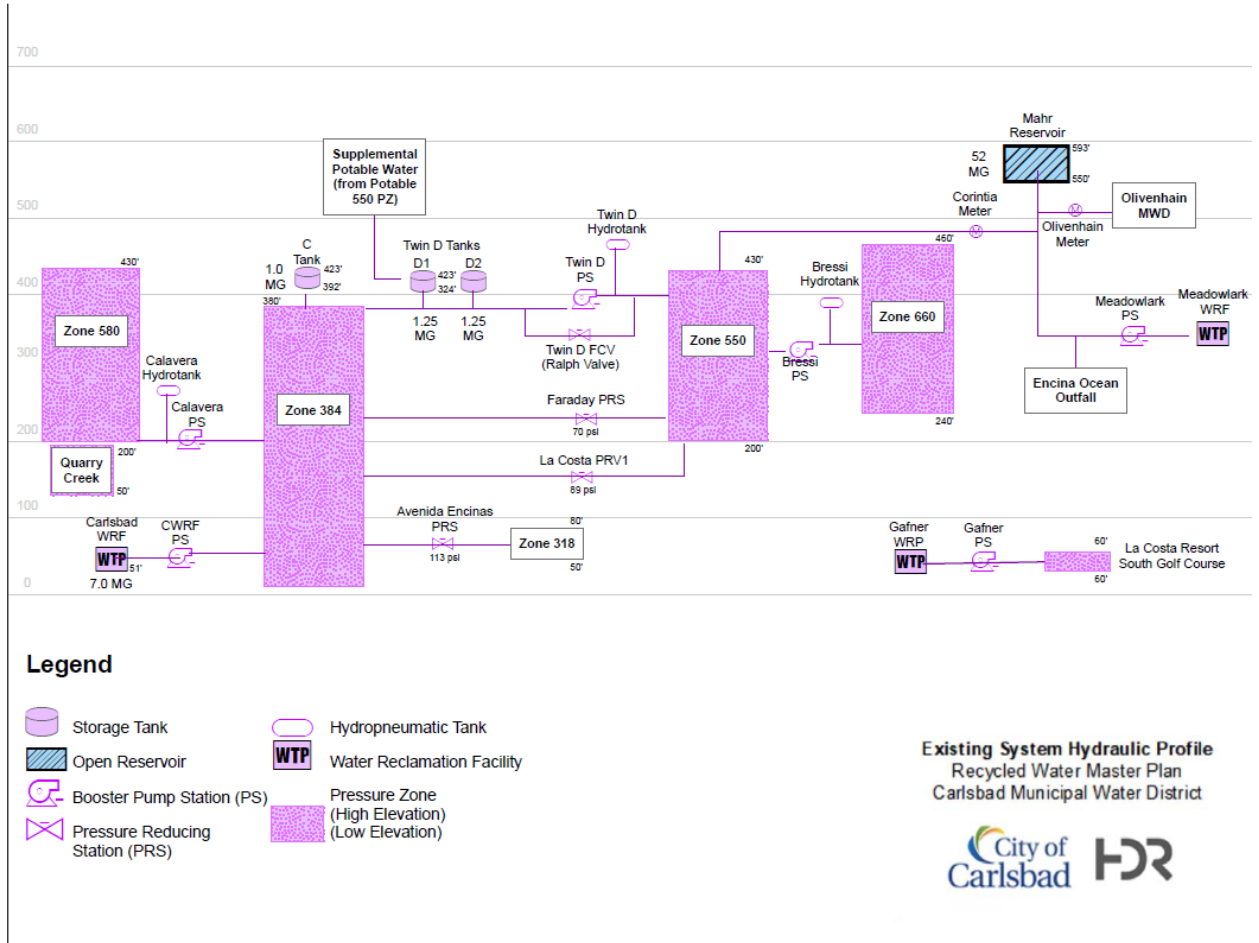 700
600
500
400
300
200
100
0
Supplemental
Potable Water
(from Potable
550 PZ)
C
Tank
1.0
MG
423'
392'
380'
Twin D Tanks
D1
D2
423'
324'
1.25
MG
1.25
MG
Twin D
Hydrotank
Twin D
PS
Twin D FCV
(Ralph Valve)
430'
Zone 580
200'
Quarry
Creek
50'
Calavera
Hydrotank
Calavera
PS
Zone 384
Carlsbad
WRF
WTP
51'
7.0 MG
CWRF
PS
Faraday PRS
70 psi
La Costa PRV1
89 psi
Avenida Encinas
PRS
113 psi
80'
Zone 318
50'
430'
Zone 550
200'
Bressi
Hydrotank
Bressi
PS
460'
Zone 660
240'
Mahr
Reservoir
52
MG
593'
550'
Corintia
Meter
Olivenhain
MWD
Olivenhain
Meter
Meadowlark
PS
Meadowlark
WRF
WTP
Encina Ocean
Outfall
Gafner
WRP
WTP
Gafner
PS
60'
60'
La Costa Resort
South Golf Course
Legend
Storage Tank
Open Reservoir
Booster Pump Station (PS)
Pressure Reducing
Station (PRS)
Hydropneumatic Tank
WTP
Water Reclamation Facility
Pressure Zone
(High Elevation)
(Low Elevation)
Existing System Hydraulic Profile
Recycled Water Master Plan
Carlsbad Municipal Water District
City of
Carlsbad
HDR
M
M